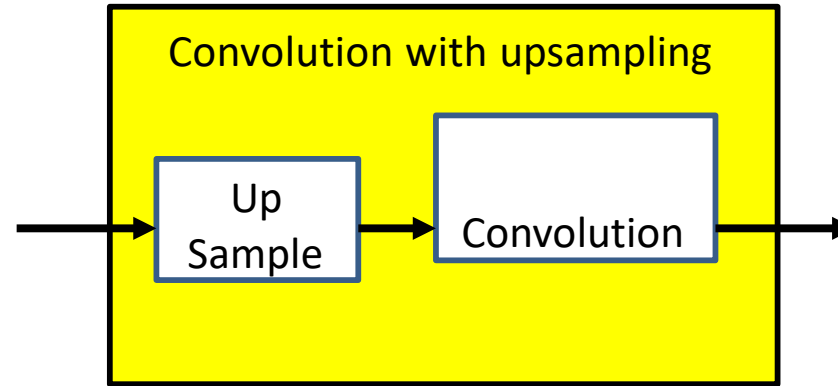 Convolution with upsampling
Up
Sample
Convolution